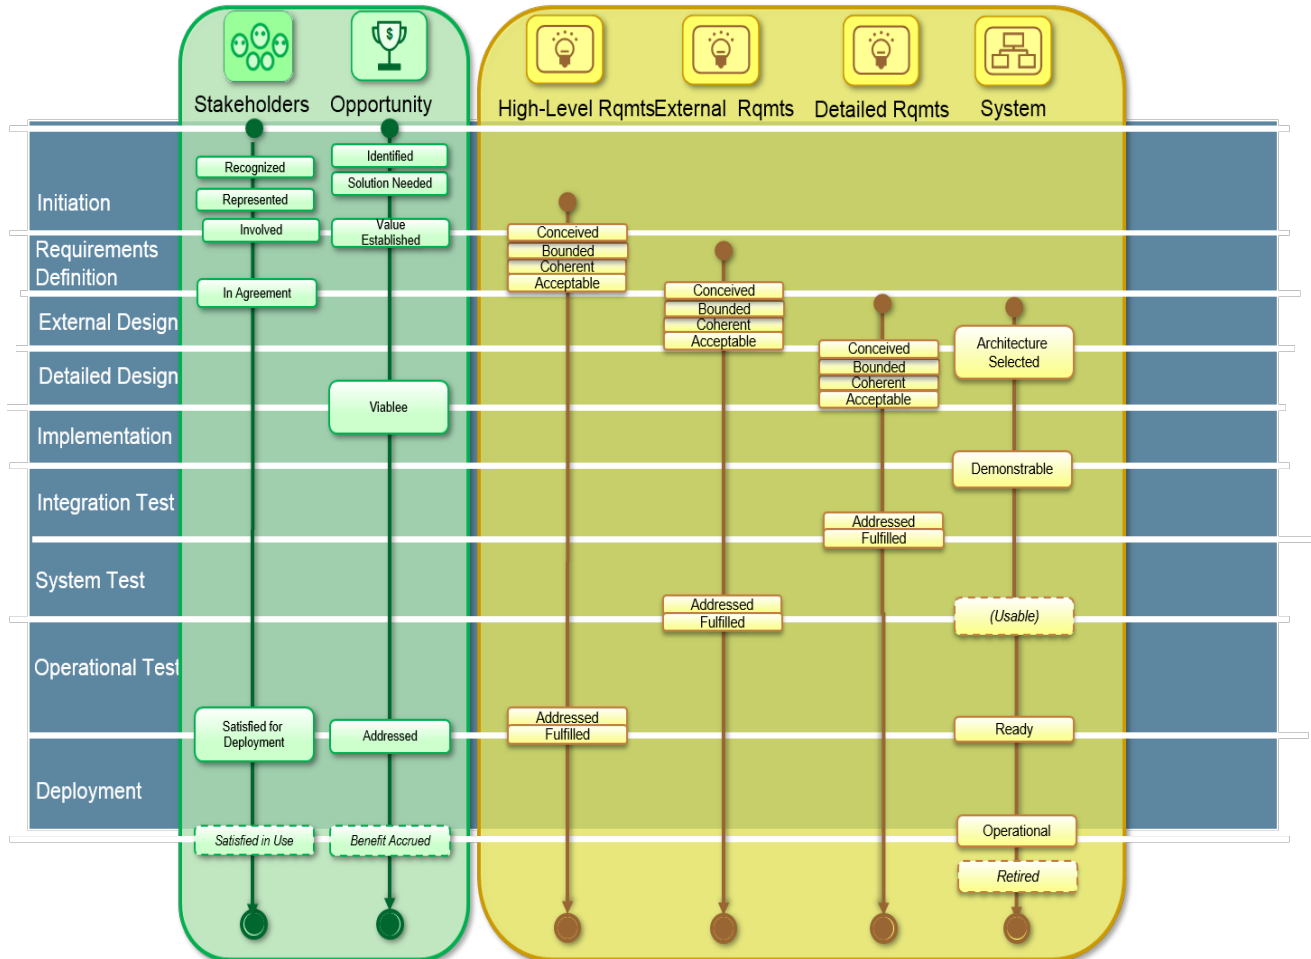 $
Stakeholders
Opportunity
High-Level Rqmts
External Rqmts
Detailed Rqmts
System
Initiation
Requirements
Definition
External Design
Detailed Design
Implementation
Integration Test
System Test
Operational Test
Deployment
Recognized
Represented
Involved
In Agreement
Satisfied for
Deployment
Satisfied in Use
Identified
Solution Needed
Value
Established
Viablee
Addressed
Benefit Accrued
Conceived
Bounded
Coherent
Acceptable
Addressed
Fulfilled
Conceived
Bounded
Coherent
Acceptable
Addressed
Fulfilled
Conceived
Bounded
Coherent
Acceptable
Addressed
Fulfilled
Architecture
Selected
Demonstrable
(Usable)
Ready
Operational
Retired